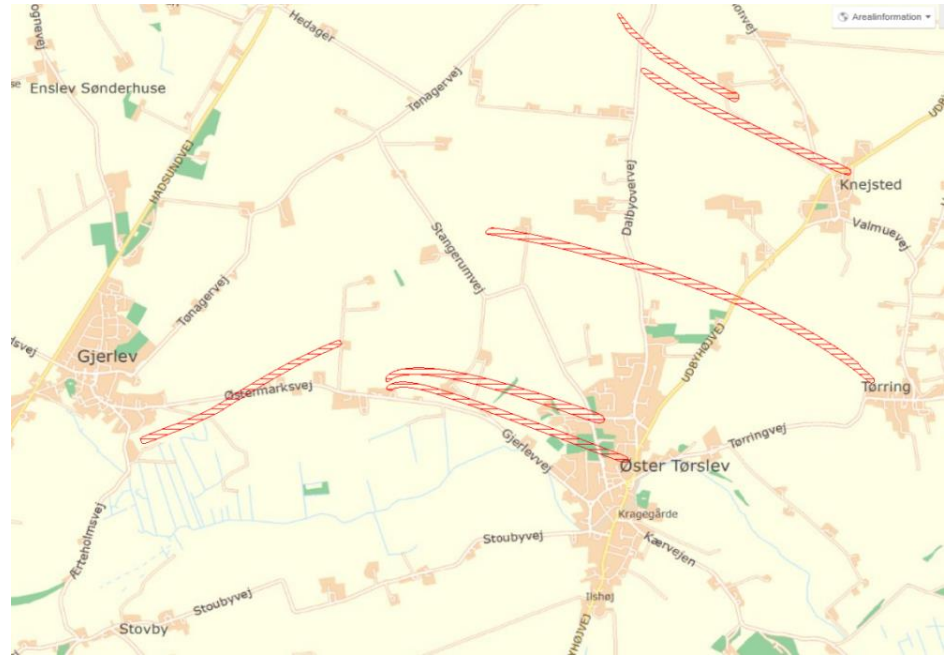 Arealinformation
Hedager
Enslev Sønderhuse
Tønagervej
HADSUNDVEJ
Knejsted
Dalbyovervej
Valmuevej
Stangerumvej
Tønagervej
Gjerlev
UDBYHØJVEJ
Østermarksvej
Tørring
Gjerlevvej
Tørringvej
Øster Tørslev
Kragegårde
Stoubyvej
Kærvejen
Ærteholmsvej
Ilshøj
Stoubyvej
Stovby